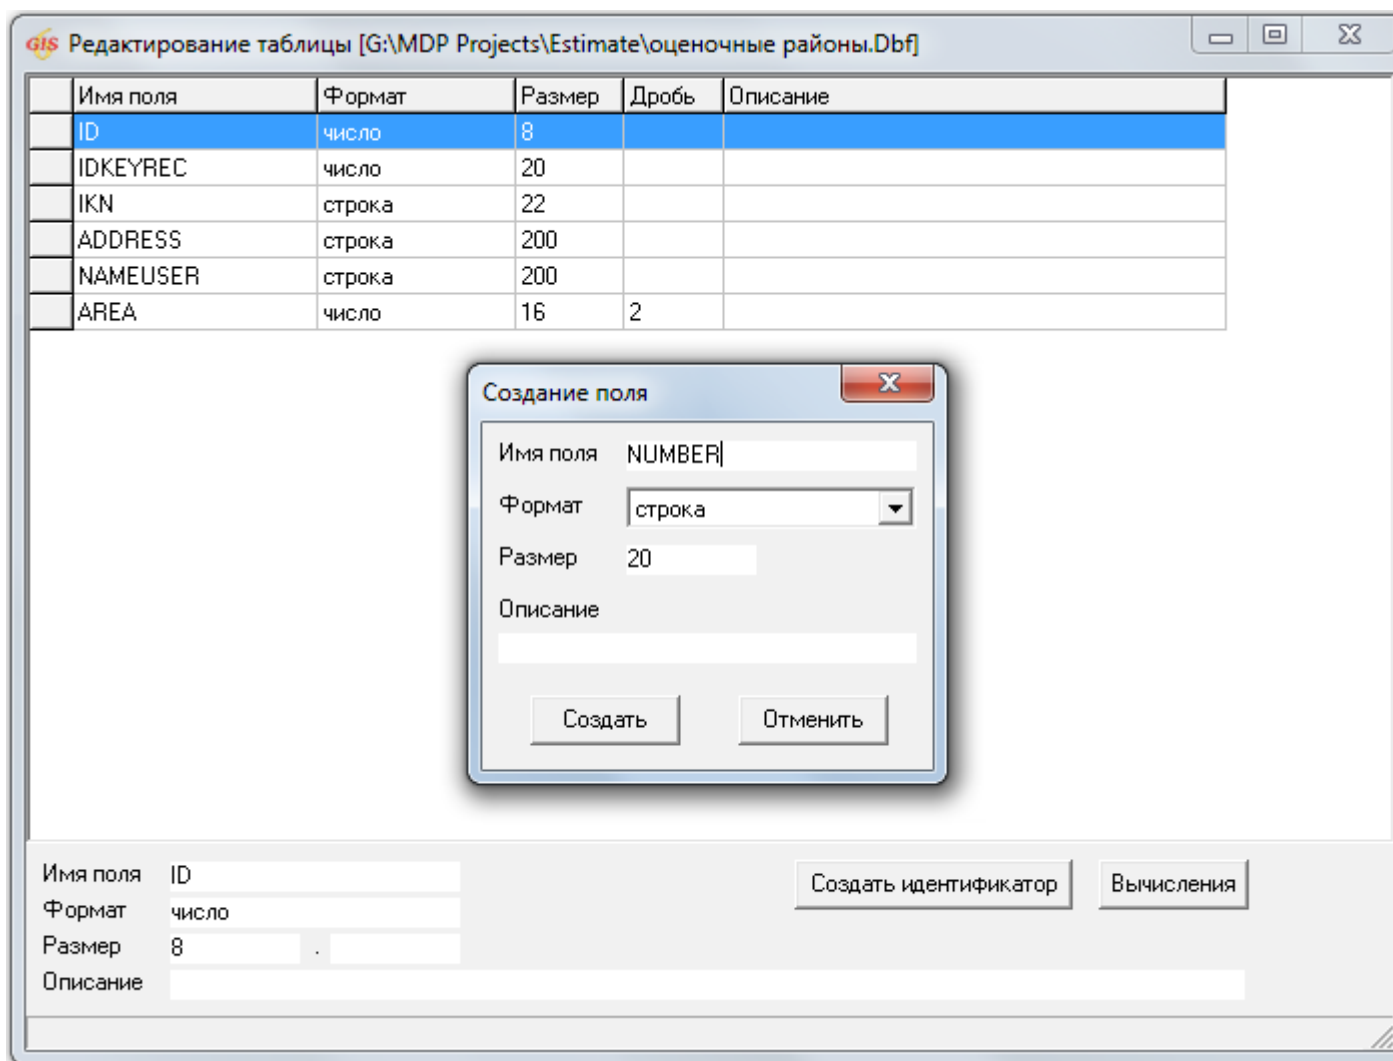 GIS Редактирование таблицы [G:\MDP Projects\Estimate\оценочные районы.Dbf]
Имя поля Формат Размер Дробь Описание
ID число 8
IDKEYREC число 20
IKN строка 22
ADDRESS строка 200
NAMEUSER строка 200
AREA число 16 2
Создание поля
Имя поля NUMBER
Формат строка
Размер 20
Описание
Создать Отменить
Имя поля ID Создать идентификатор Вычисления
Формат число
Размер 8 .
Описание